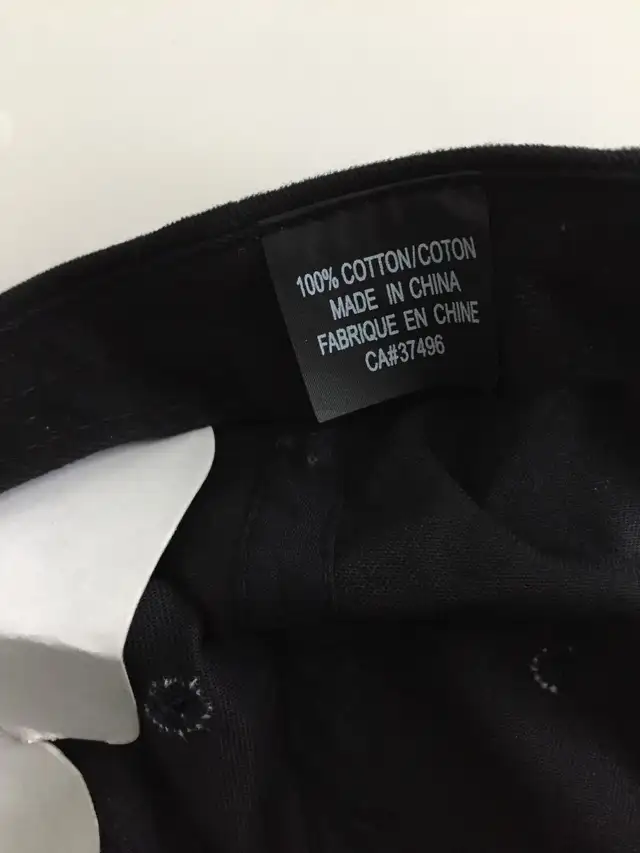 100% COTTON/COTON
MADE IN CHINA
FABRIQUE EN CHINE
CA#37496